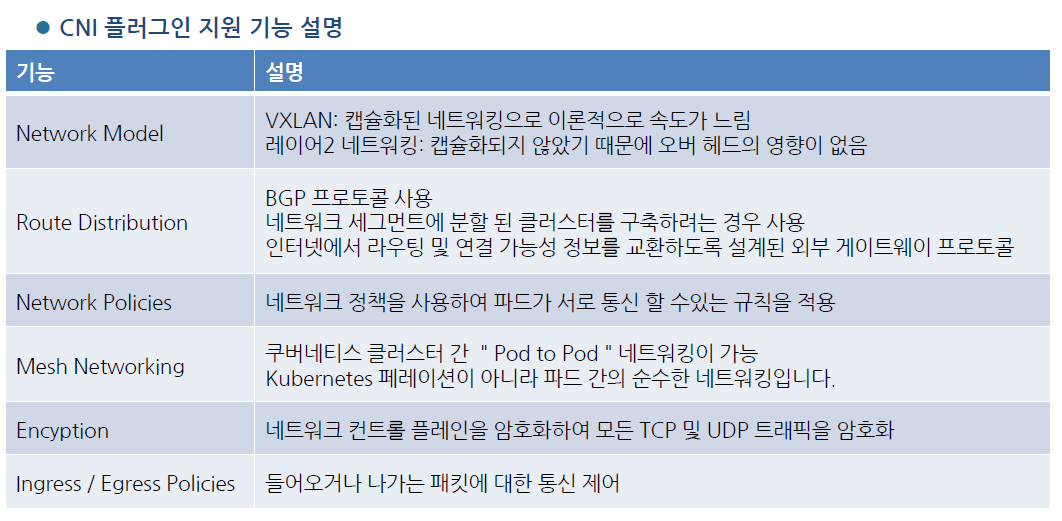 ● CNI 플러그인 지원 기능 설명
기능
설명
Network Model
VXLAN: 캡슐화된 네트워킹으로 이론적으로 속도가 느림
레이어2 네트워킹: 캡슐화되지 않았기 때문에 오버 헤드의 영향이 없음
Route Distribution
BGP 프로토콜 사용
네트워크 세그먼트에 분할 된 클러스터를 구축하려는 경우 사용
인터넷에서 라우팅 및 연결 가능성 정보를 교환하도록 설계된 외부 게이트웨이 프로토콜
Network Policies
네트워크 정책을 사용하여 파드가 서로 통신 할 수있는 규칙을 적용
Mesh Networking
쿠버네티스 클러스터 간 " Pod to Pod " 네트워킹이 가능
Kubernetes 페레이션이 아니라 파드 간의 순수한 네트워킹입니다.
Encyption
네트워크 컨트롤 플레인을 암호화하여 모든 TCP 및 UDP 트래픽을 암호화
Ingress / Egress Policies
들어오거나 나가는 패킷에 대한 통신 제어